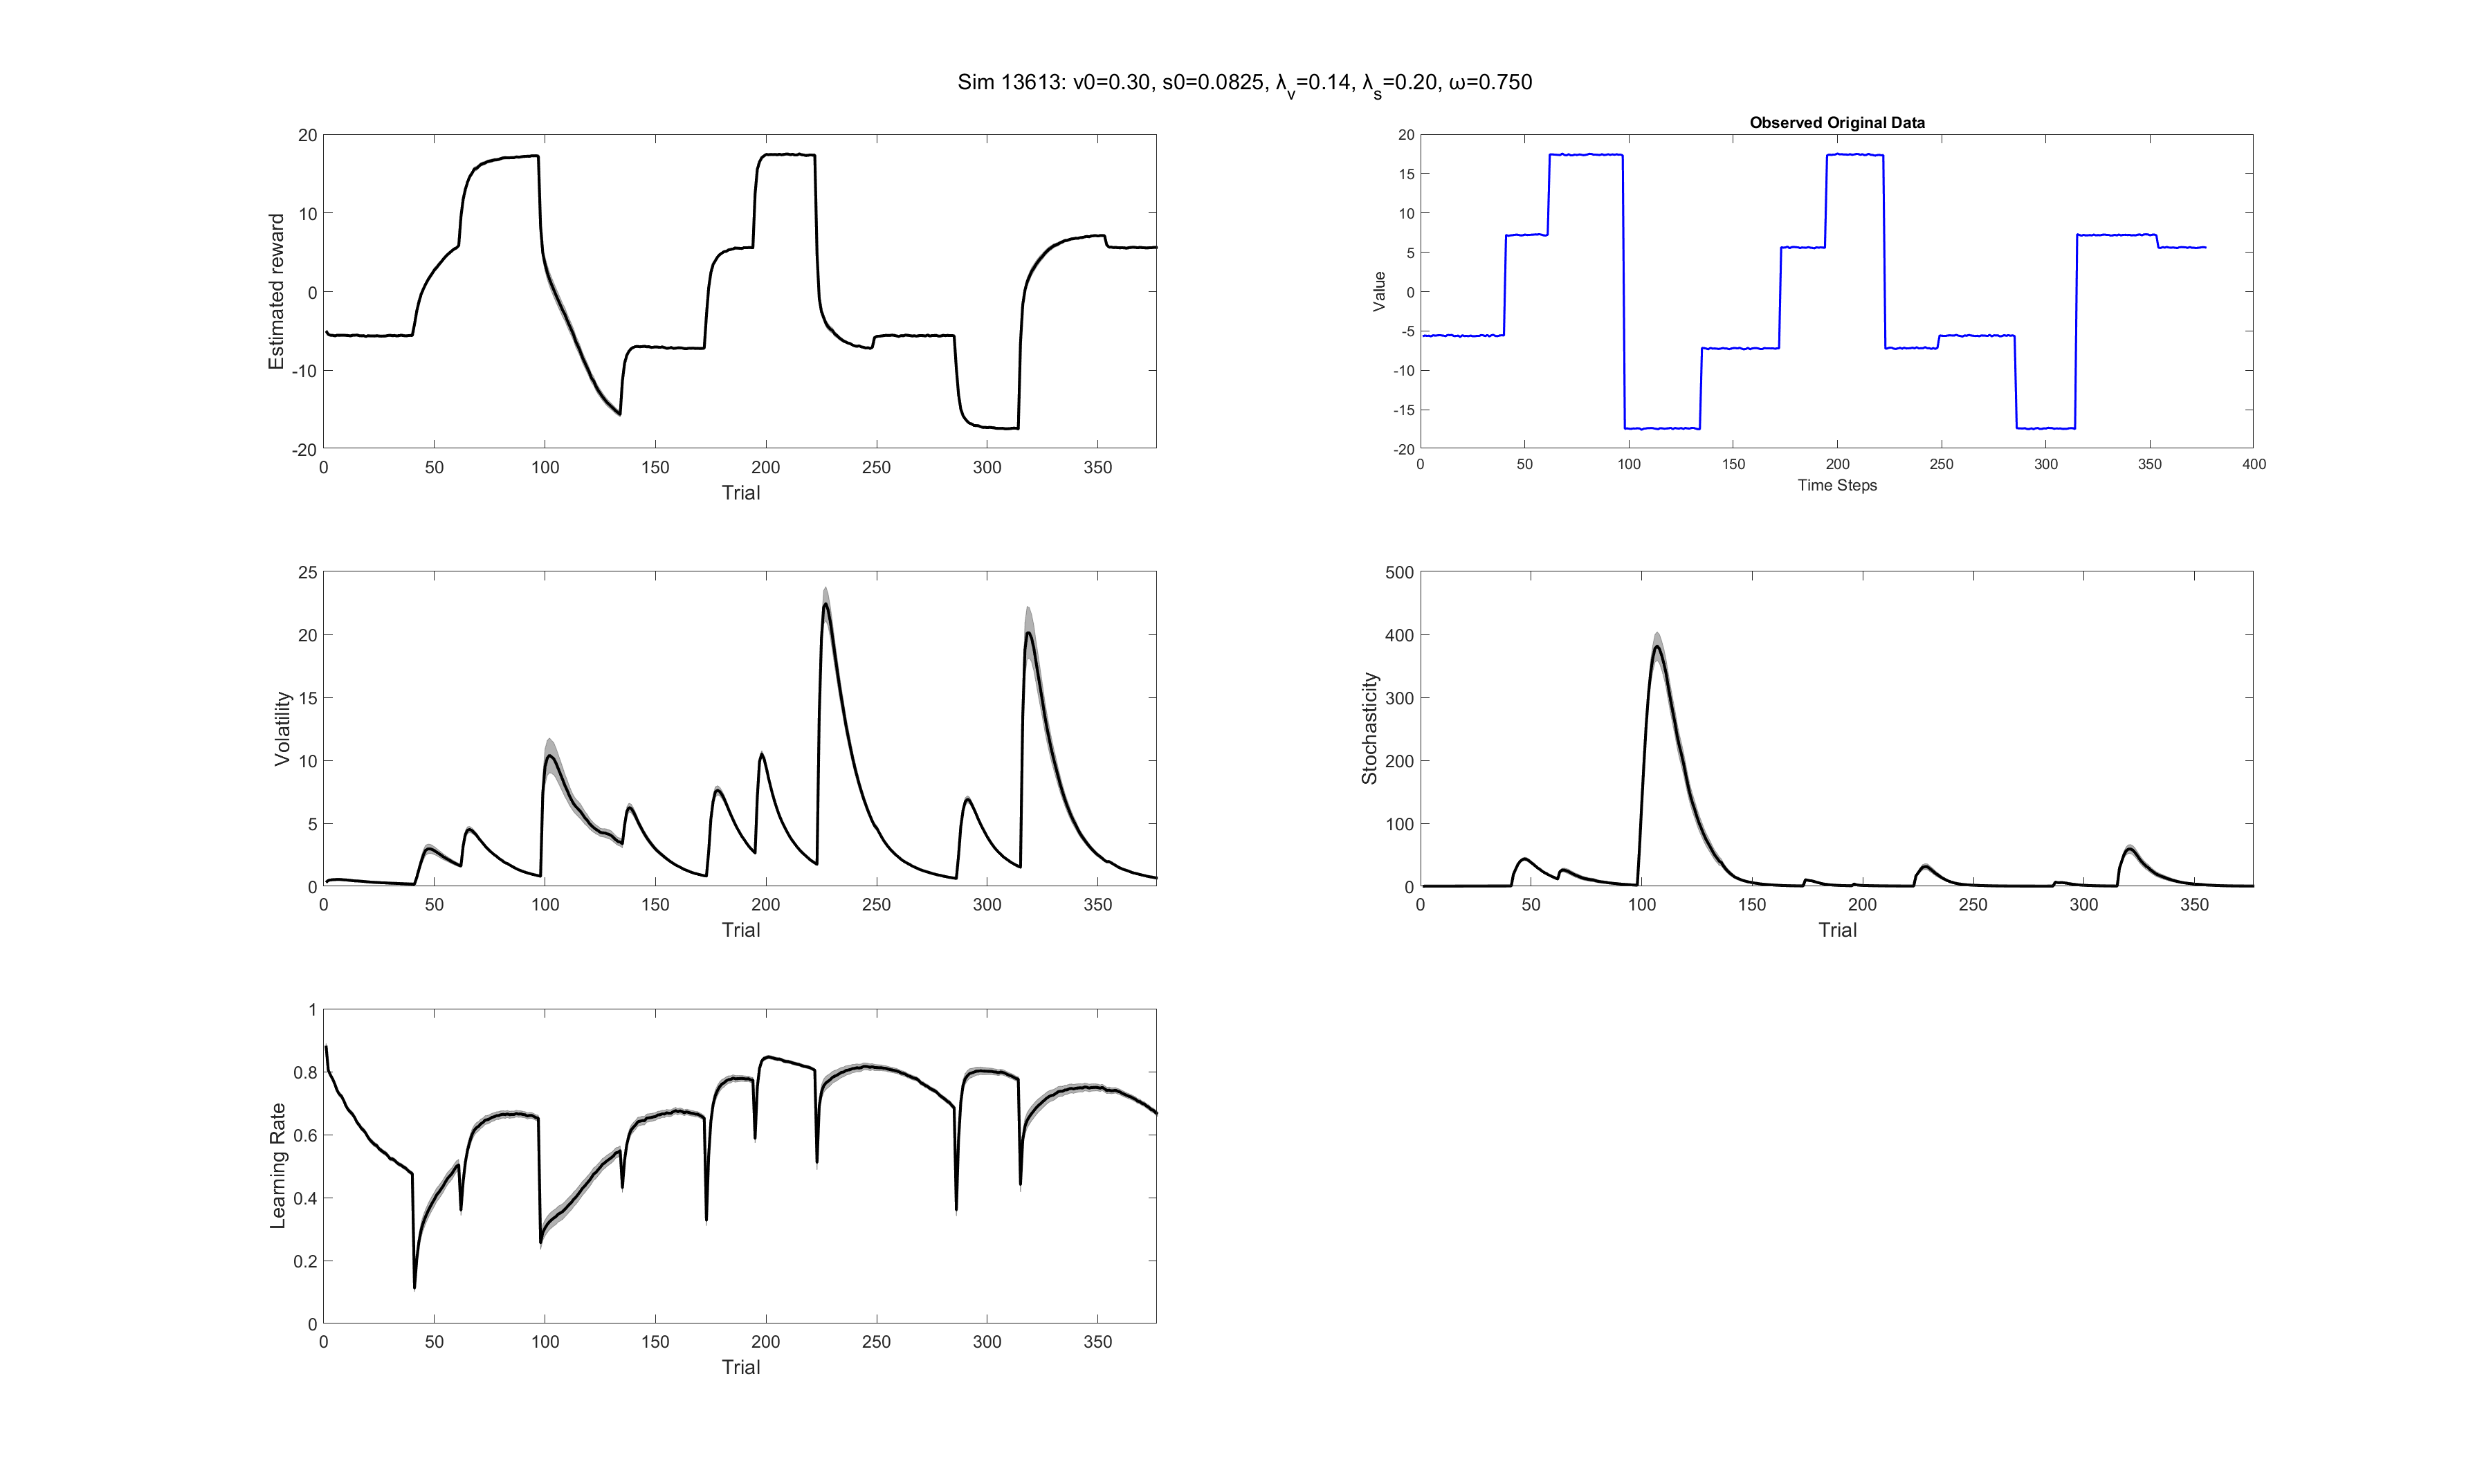 Sim 13613: v0=0.30, s0=0.0825, λ_v=0.14, λ_s=0.20, ω=0.750
20
10
0
-10
-20
Estimated reward
0 50 100 150 200 250 300 350
Trial
Observed Original Data
20
15
10
5
0
-5
-10
-15
-20
Value
0 50 100 150 200 250 300 350 400
Time Steps
25
20
15
10
5
0
Volatility
0 50 100 150 200 250 300 350
Trial
500
400
300
200
100
0
Stochasticity
0 50 100 150 200 250 300 350
Trial
1
0.8
0.6
0.4
0.2
0
Learning Rate
0 50 100 150 200 250 300 350
Trial